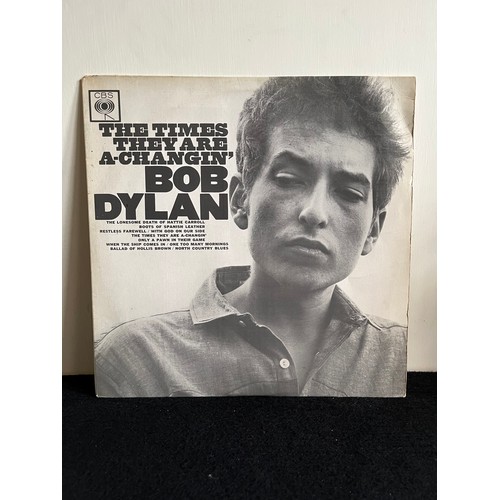 CBS
THE TIMES
THEY ARE
A-CHANGIN'
BOB
DYLAN
THE LONESOME DEATH OF HATTIE CARROLL
BOOTS OF SPANISH LEATHER
RESTLESS FAREWELL / WITH GOD ON OUR SIDE
THE TIMES THEY ARE A-CHANGIN'
ONLY A PAWN IN THEIR GAME
WHEN THE SHIP COMES IN / ONE TOO MANY MORNINGS
BALLAD OF HOLLIS BROWN / NORTH COUNTRY BLUES